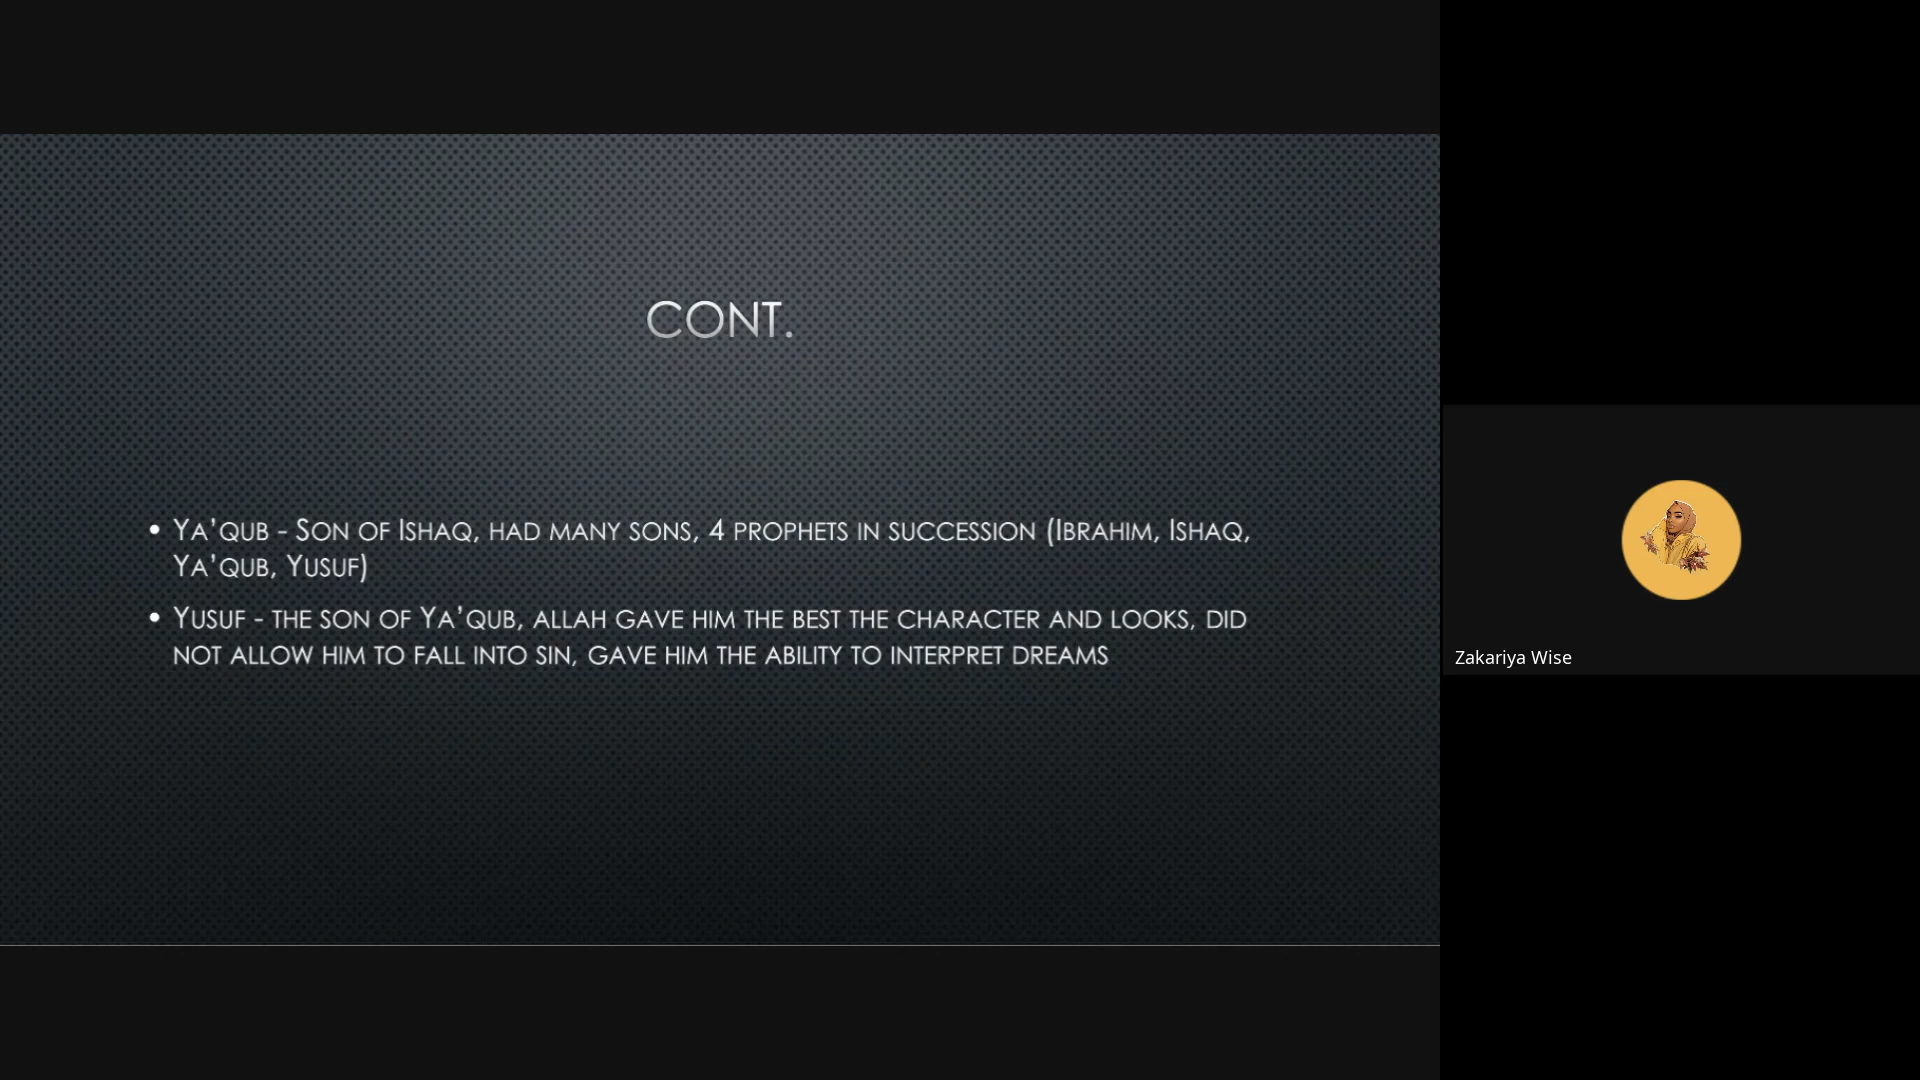 CONT.
• YA'QUB - SON OF ISHAQ, HAD MANY SONS, 4 PROPHETS IN SUCCESSION (IBRAHIM, ISHAQ,
YA'QUB, YUSUF)
• YUSUF - THE SON OF YA'QUB, ALLAH GAVE HIM THE BEST THE CHARACTER AND LOOKS, DID
NOT ALLOW HIM TO FALL INTO SIN, GAVE HIM THE ABILITY TO INTERPRET DREAMS
Zakariya Wise